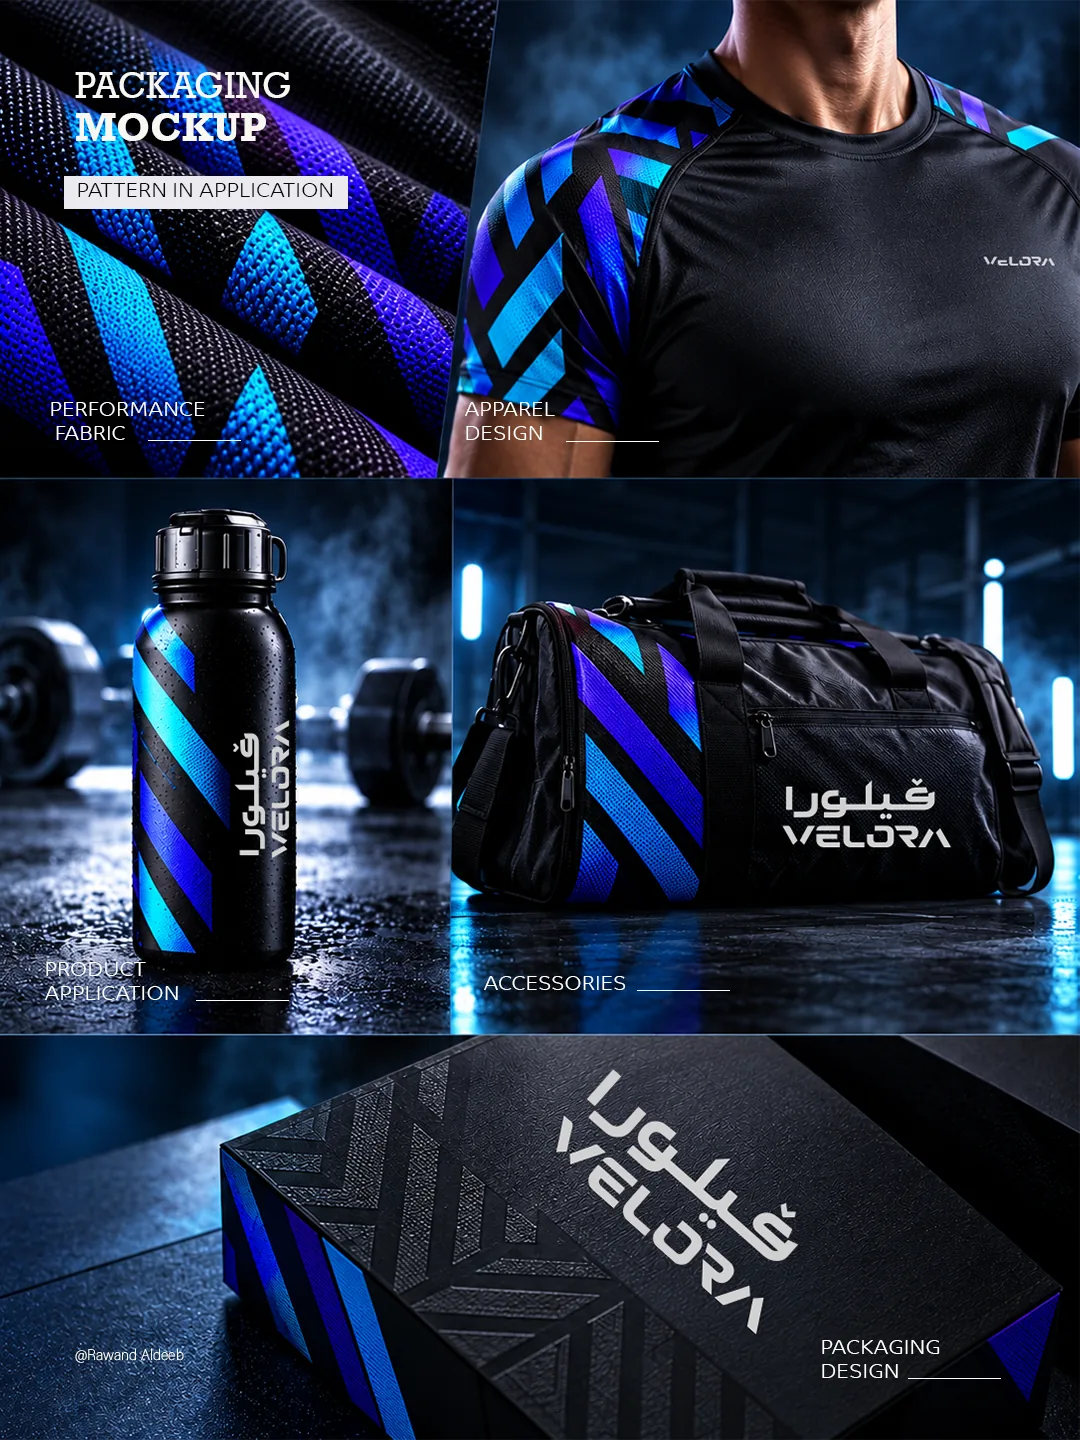 PACKAGING
MOCKUP
PATTERN IN APPLICATION
PERFORMANCE
FABRIC
VELORA
APPAREL
DESIGN
ڤيلورا
VELORA
PRODUCT
APPLICATION
ڤيلورا
VELORA
ACCESSORIES
ڤيلورا
VELORA
@Rawand Aldeeb
PACKAGING
DESIGN